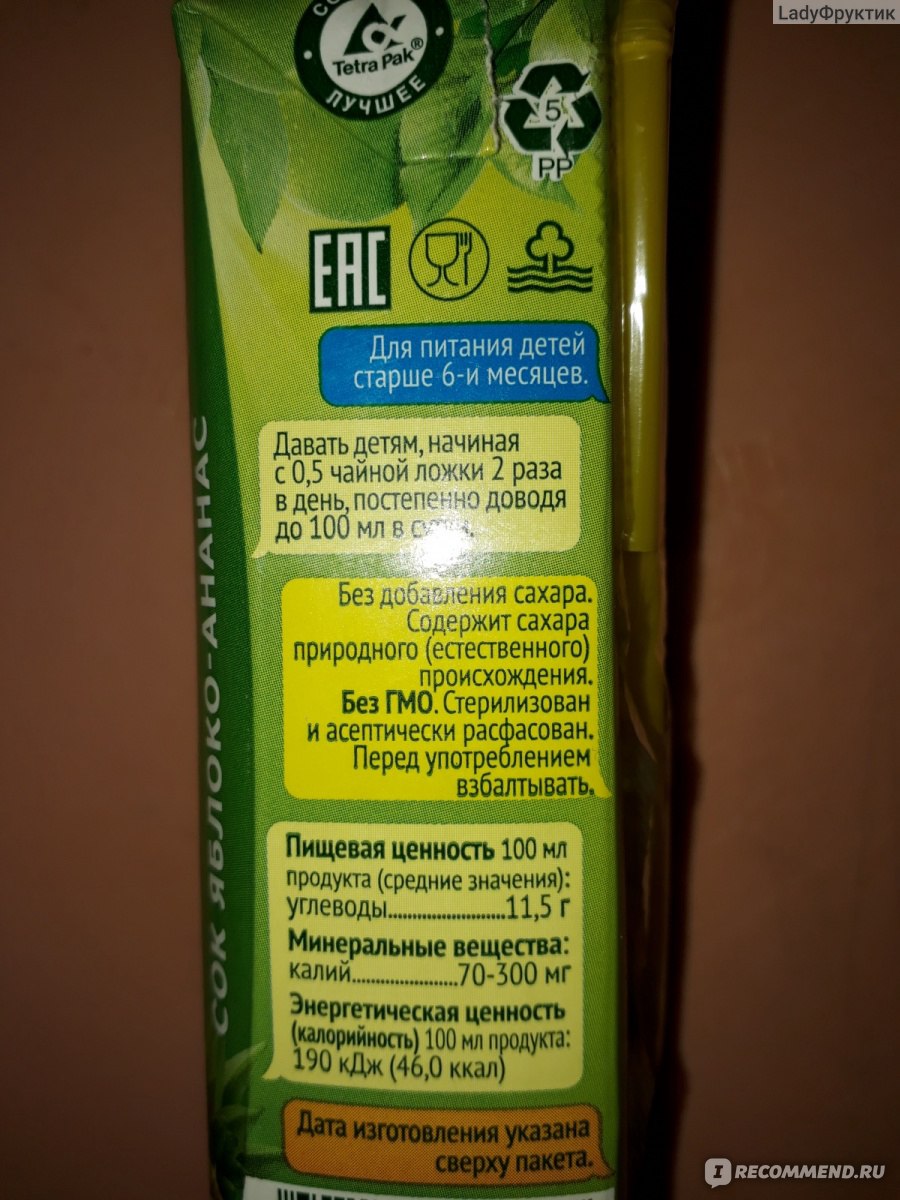 LadyФруктик
Tetra Pak®
ЛУЧШЕЕ
5
PP
EAC
Для питания детей
старше 6-и месяцев.
Давать детям, начиная
с 0,5 чайной ложки 2 раза
в день, постепенно доводя
до 100 мл в
Без добавления сахара.
Содержит сахара
природного (естественного)
происхождения.
Без ГМО. Стерилизован
и асептически расфасован.
Перед употреблением
взбалтывать.
Пищевая ценность 100 мл
продукта (средние значения):
углеводы.........................11,5 г
Минеральные вещества:
калий.......................70-300 мг
Энергетическая ценность
(калорийность) 100 мл продукта:
190 кДж (46,0 ккал)
Дата изготовления указана
сверху пакета.
СОК ЯБЛОКО-АНАНАС
IRECOMMEND.RU